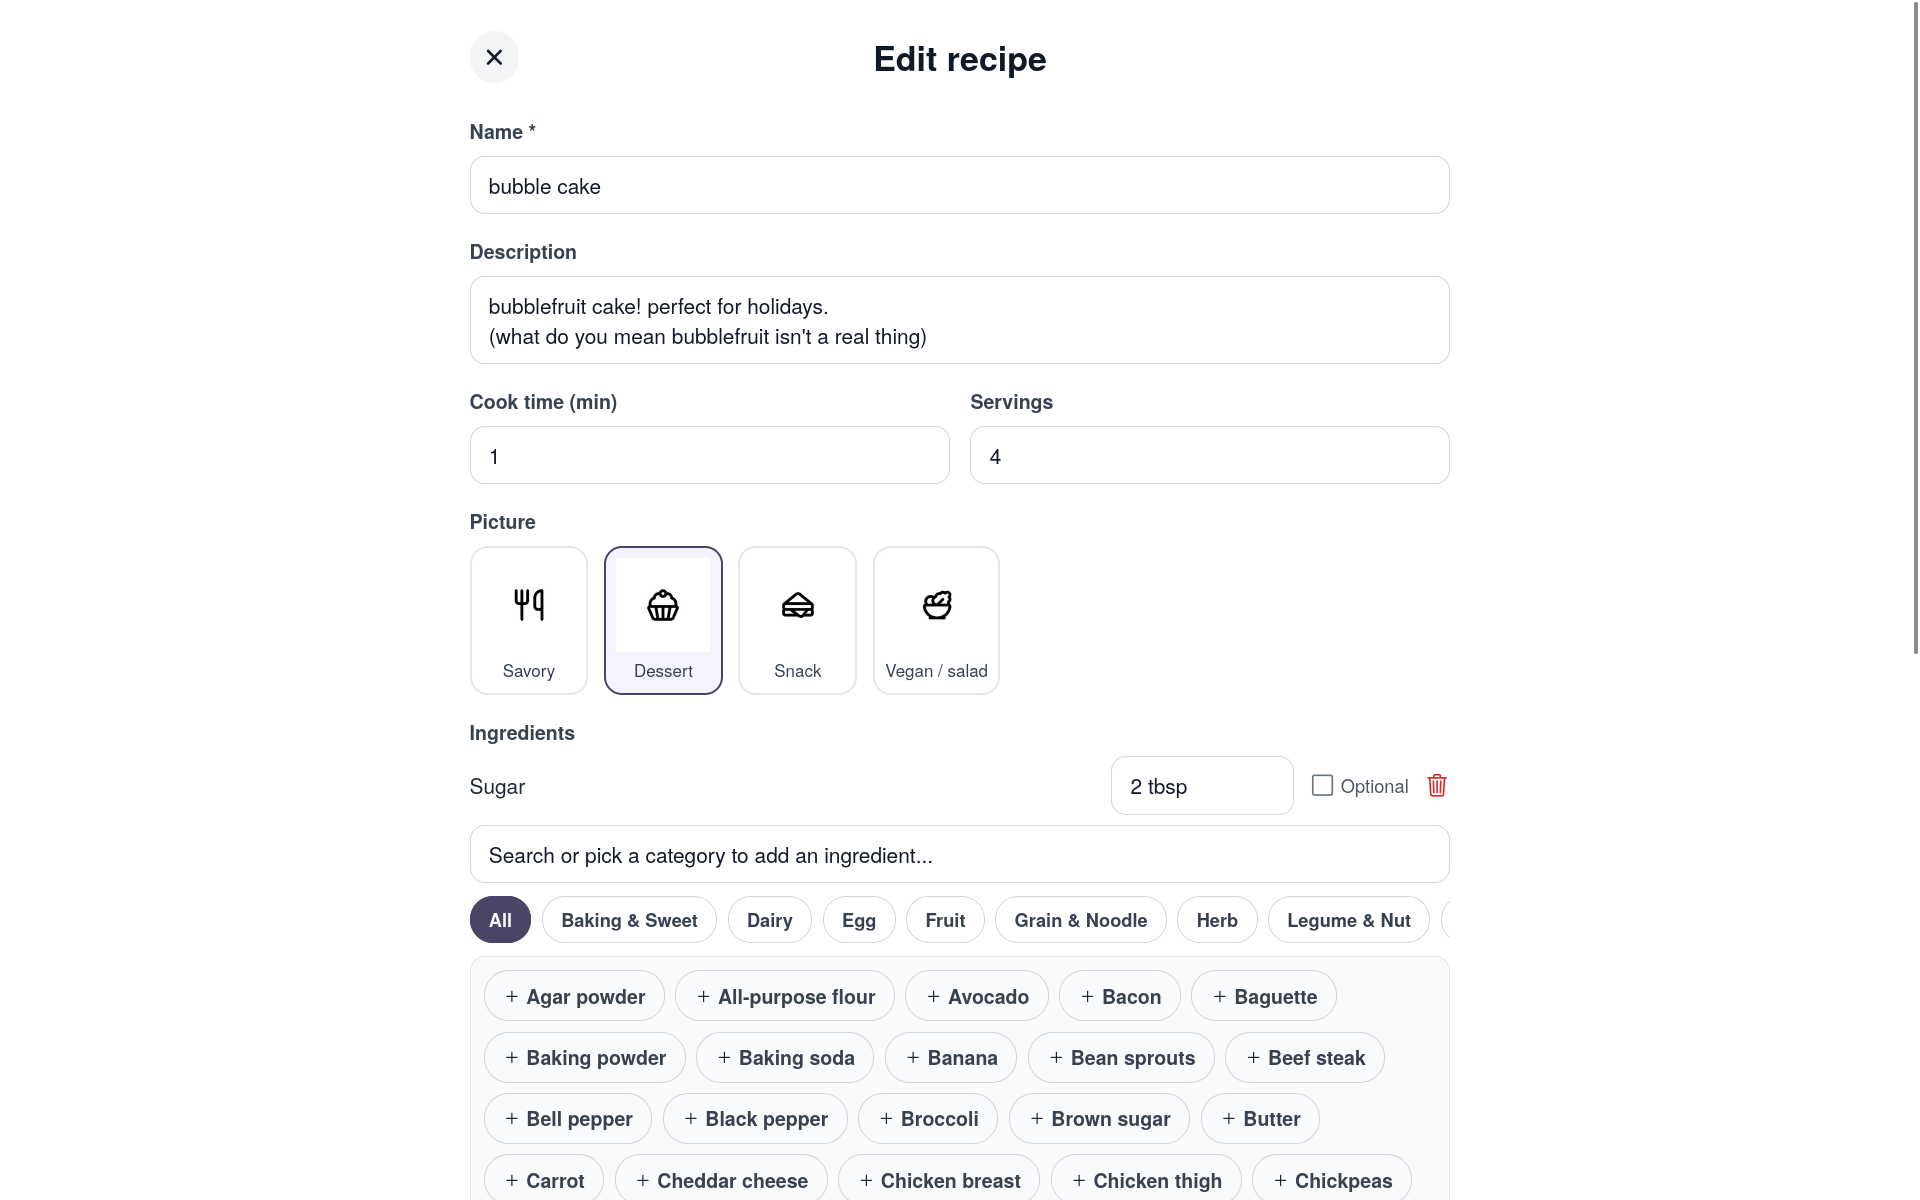 Edit recipe
Name *
bubble cake
Description
bubblefruit cake! perfect for holidays.
(what do you mean bubblefruit isn't a real thing)
Cook time (min)
Servings
1
4
Picture
Savory
Dessert
Snack
Vegan / salad
Ingredients
Sugar
2 tbsp
Optional
Search or pick a category to add an ingredient...
All
Baking & Sweet
Dairy
Egg
Fruit
Grain & Noodle
Herb
Legume & Nut
+ Agar powder
+ All-purpose flour
+ Avocado
+ Bacon
+ Baguette
+ Baking powder
+ Baking soda
+ Banana
+ Bean sprouts
+ Beef steak
+ Bell pepper
+ Black pepper
+ Broccoli
+ Brown sugar
+ Butter
+ Carrot
+ Cheddar cheese
+ Chicken breast
+ Chicken thigh
+ Chickpeas